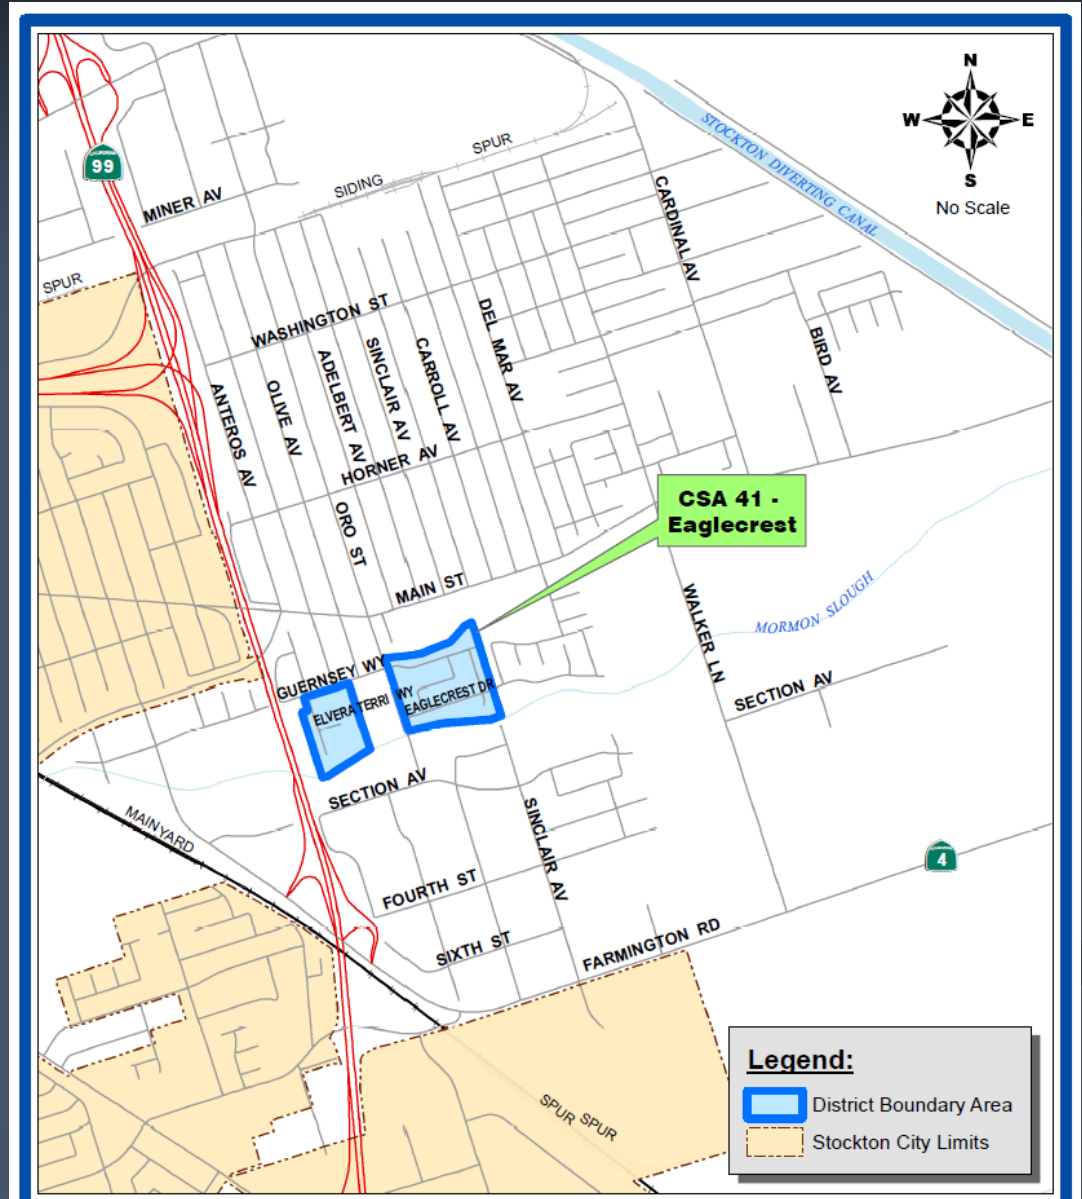 N
W E
S
No Scale
STOCKTON DIVERTING CANAL
SPUR
SIDING
99
MINER AV
CARDINAL AV
SPUR
WASHINGTON ST
DEL MAR AV
BIRD AV
ANTEROS AV
OLIVE AV
ADELBERT AV
SINCLAIR AV
CARROLL AV
HORNER AV
ORO ST
CSA 41 -
Eaglecrest
MAIN ST
WALKER LN
MORMON SLOUGH
GUERNSEY WY
ELVERA TERRI WY
EAGLECREST DR
SECTION AV
SECTION AV
MAINYARD
SINCLAIR AV
4
FOURTH ST
SIXTH ST
FARMINGTON RD
SPUR SPUR
Legend:
District Boundary Area
Stockton City Limits